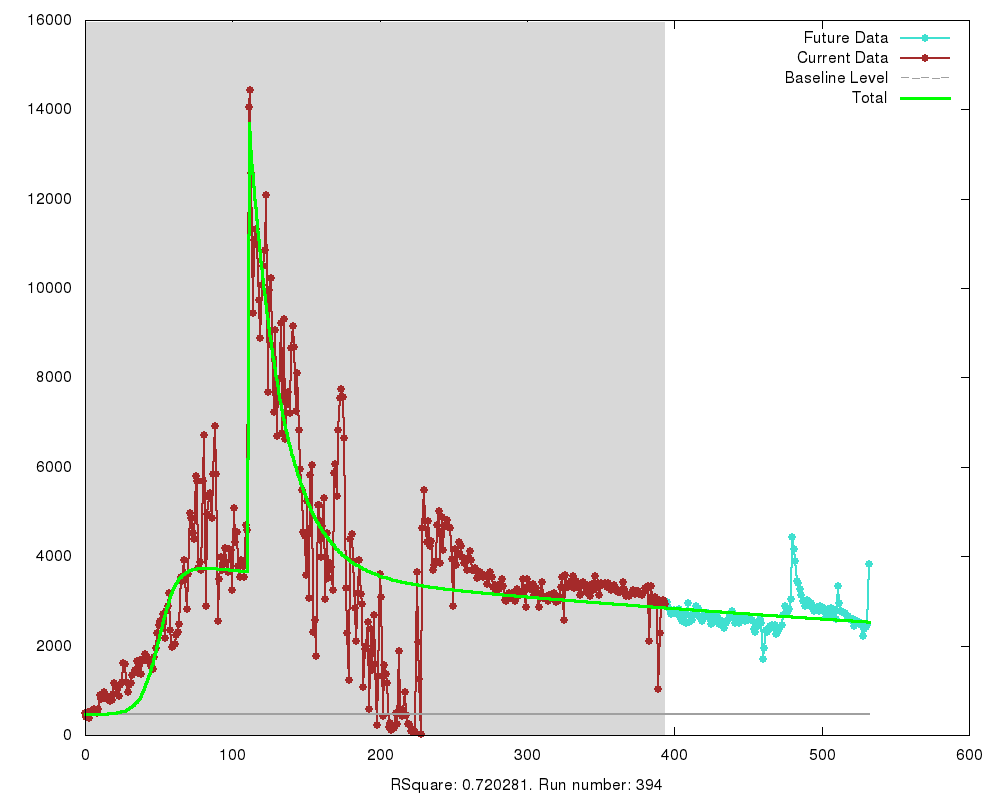 16000
14000
12000
10000
8000
6000
4000
2000
0
Future Data
Current Data
Baseline Level
Total
0 100 200 300 400 500 600
RSquare: 0.720281. Run number: 394